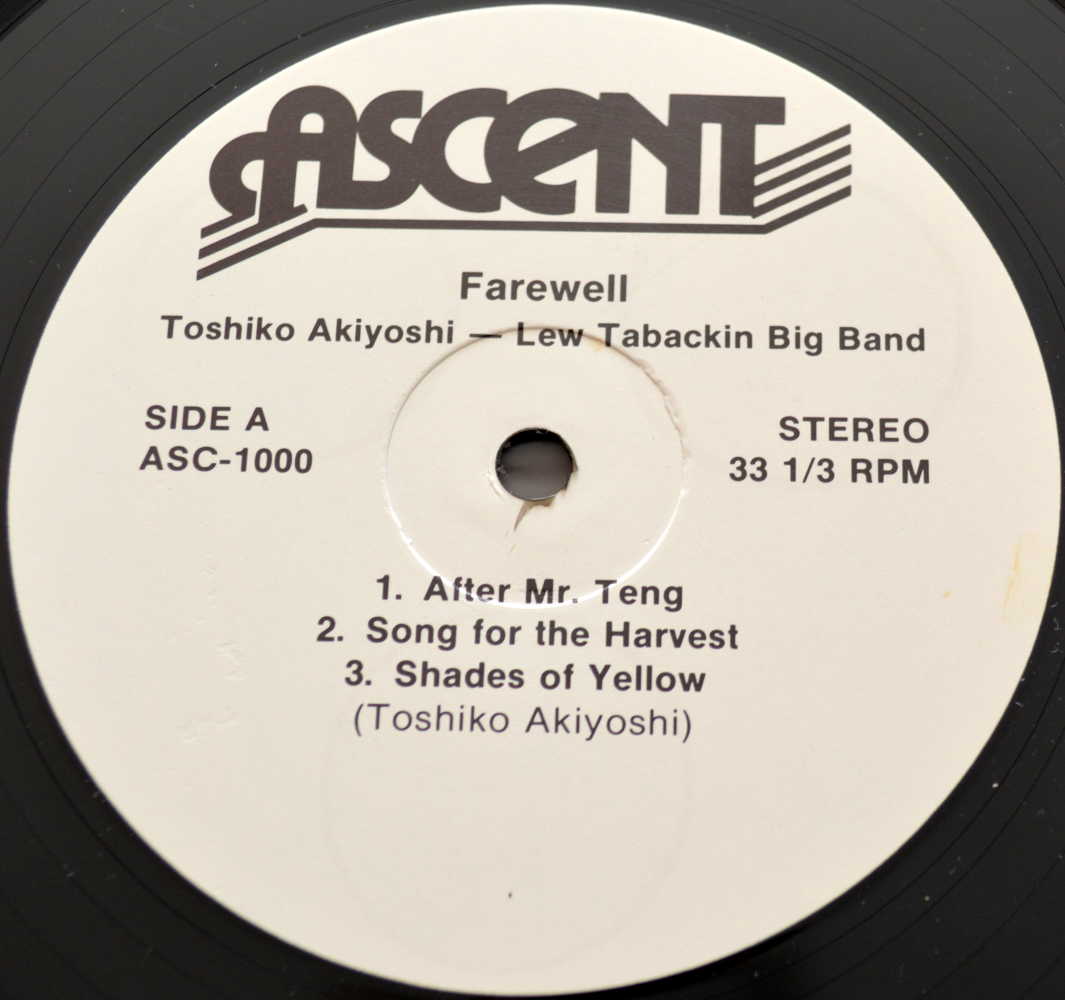 ASCENT
Farewell
Toshiko Akiyoshi — Lew Tabackin Big Band
SIDE A
ASC-1000
STEREO
33 1/3 RPM
1. After Mr. Teng
2. Song for the Harvest
3. Shades of Yellow
(Toshiko Akiyoshi)